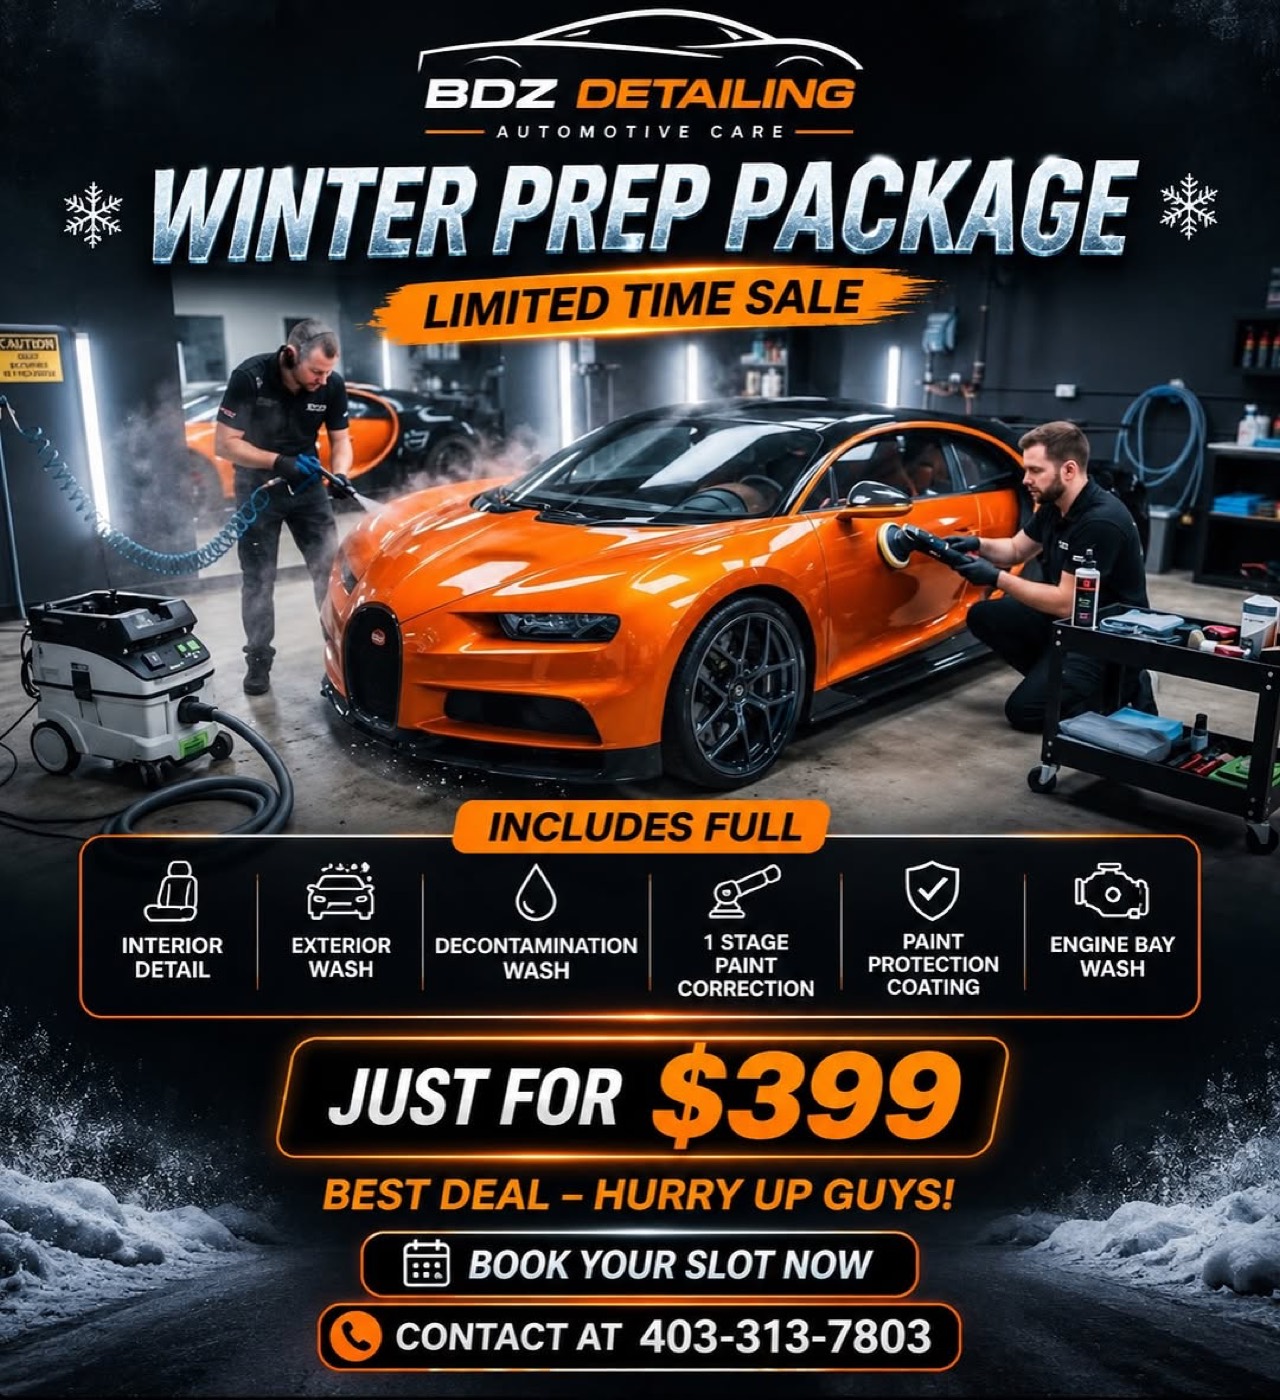 BDZ DETAILING
AUTOMOTIVE CARE
WINTER PREP PACKAGE
LIMITED TIME SALE
CAUTION
INCLUDES FULL
INTERIOR
DETAIL
EXTERIOR
WASH
DECONTAMINATION
WASH
1 STAGE
PAINT
CORRECTION
PAINT
PROTECTION
COATING
ENGINE BAY
WASH
JUST FOR $399
BEST DEAL – HURRY UP GUYS!
BOOK YOUR SLOT NOW
CONTACT AT 403-313-7803